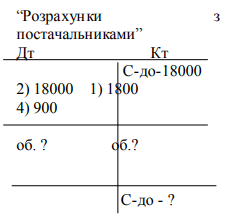 “Розрахунки з
постачальниками”
Дт Кт
С-до-18000
2) 18000 1) 1800
4) 900
об. ? об.?
С-до - ?